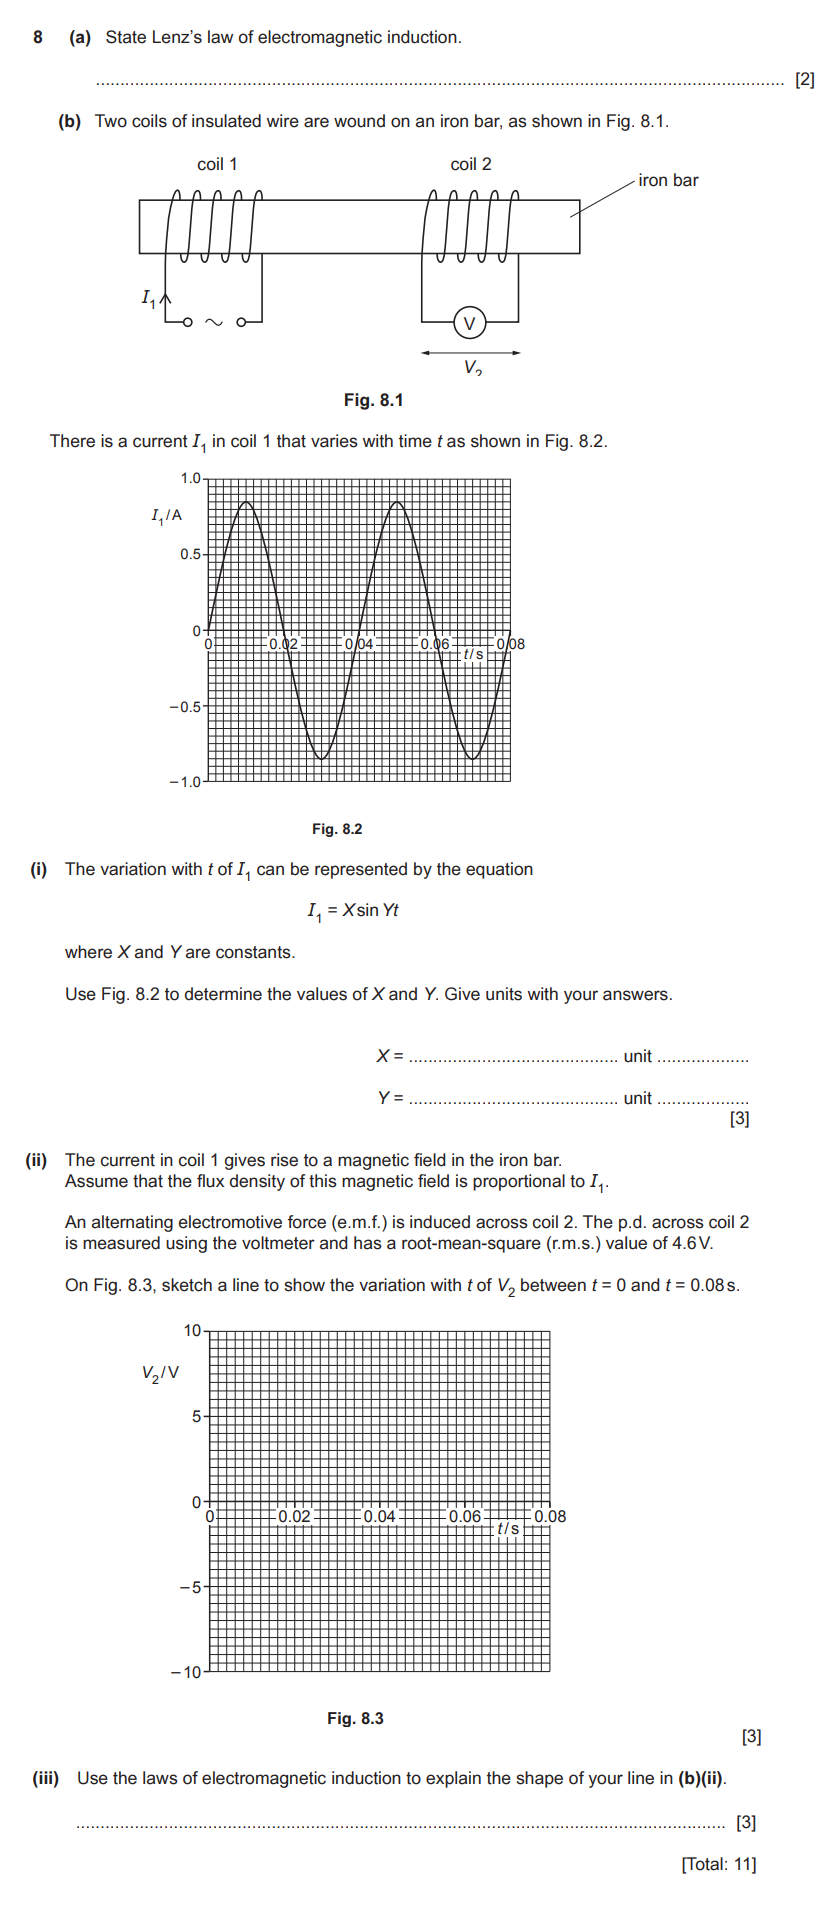 8 (a) State Lenz's law of electromagnetic induction.
........................................................................................................................................ [2]
(b) Two coils of insulated wire are wound on an iron bar, as shown in Fig. 8.1.
coil 1 coil 2
iron bar
I₁
~
V
V₂
Fig. 8.1
There is a current I₁ in coil 1 that varies with time t as shown in Fig. 8.2.
1.0
I₁/A
0.5
0
0 0.02 0.04 0.06 0.08
t/s
−0.5
−1.0
Fig. 8.2
(i) The variation with t of I₁ can be represented by the equation
I₁ = X sin Yt
where X and Y are constants.
Use Fig. 8.2 to determine the values of X and Y. Give units with your answers.
X = ........................................... unit ...................
Y = ........................................... unit ...................
[3]
(ii) The current in coil 1 gives rise to a magnetic field in the iron bar.
Assume that the flux density of this magnetic field is proportional to I₁.
An alternating electromotive force (e.m.f.) is induced across coil 2. The p.d. across coil 2
is measured using the voltmeter and has a root-mean-square (r.m.s.) value of 4.6V.
On Fig. 8.3, sketch a line to show the variation with t of V₂ between t = 0 and t = 0.08s.
10
V₂/V
5
0
0 0.02 0.04 0.06 0.08
t/s
−5
−10
Fig. 8.3
[3]
(iii) Use the laws of electromagnetic induction to explain the shape of your line in (b)(ii).
.................................................................................................................................... [3]
[Total: 11]